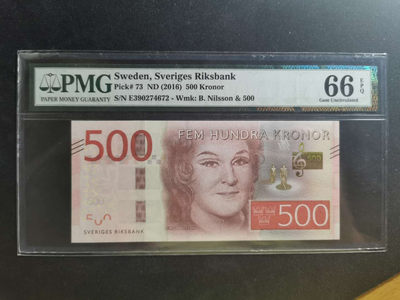 PMG
PAPER MONEY GUARANTY
Sweden, Sveriges Riksbank
Pick# 73 ND (2016) 500 Kronor
S/N E390274672 - Wmk: B. Nilsson & 500
66 EPQ
Gem Uncirculated
500
FEM HUNDRA KRONOR
500
500
500
SVERIGES RIKSBANK
500